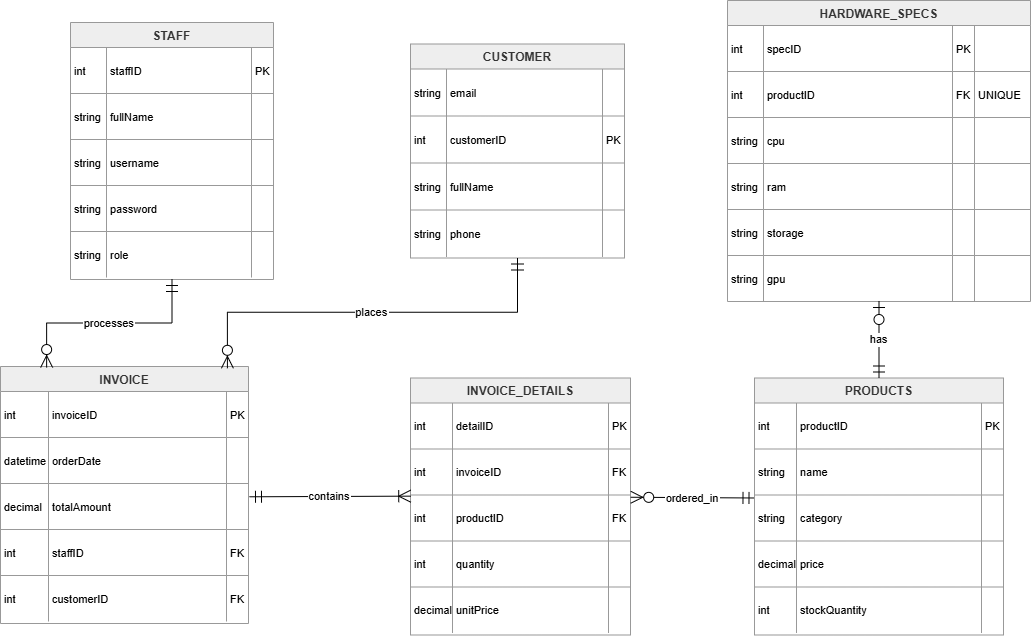 STAFF
int staffID PK
string fullName
string username
string password
string role
CUSTOMER
string email
int customerID PK
string fullName
string phone
HARDWARE_SPECS
int specID PK
int productID FK UNIQUE
string cpu
string ram
string storage
string gpu
processes
places
has
INVOICE
int invoiceID PK
datetime orderDate
decimal totalAmount
int staffID FK
int customerID FK
contains
INVOICE_DETAILS
int detailID PK
int invoiceID FK
int productID FK
int quantity
decimal unitPrice
ordered_in
PRODUCTS
int productID PK
string name
string category
decimal price
int stockQuantity